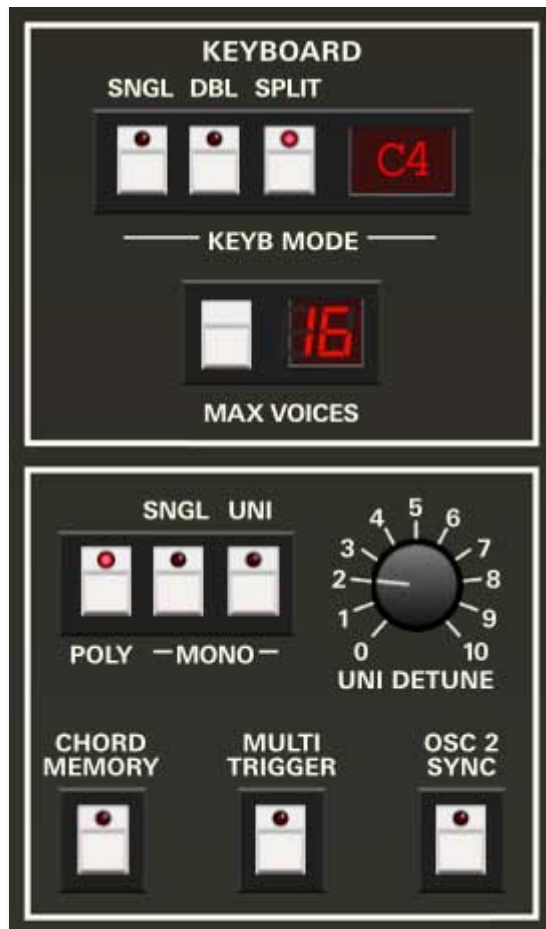 KEYBOARD
SNGL DBL SPLIT
C4
KEYB MODE
16
MAX VOICES
SNGL UNI
POLY MONO
0 1 2 3 4 5 6 7 8 9 10
UNI DETUNE
CHORD
MEMORY
MULTI
TRIGGER
OSC 2
SYNC